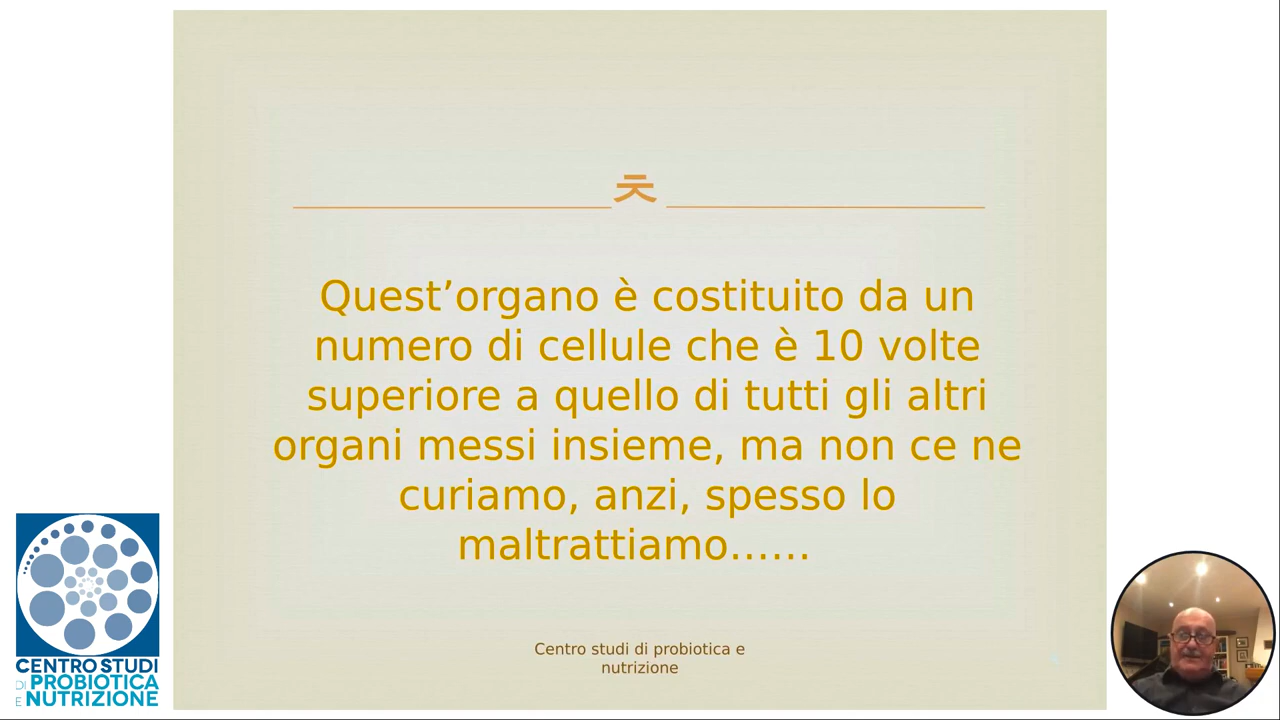 ㅊ
Quest’organo è costituito da un
numero di cellule che è 10 volte
superiore a quello di tutti gli altri
organi messi insieme, ma non ce ne
curiamo, anzi, spesso lo
maltrattiamo……
Centro studi di probiotica e
nutrizione
CENTRO STUDI
DI PROBIOTICA
E NUTRIZIONE